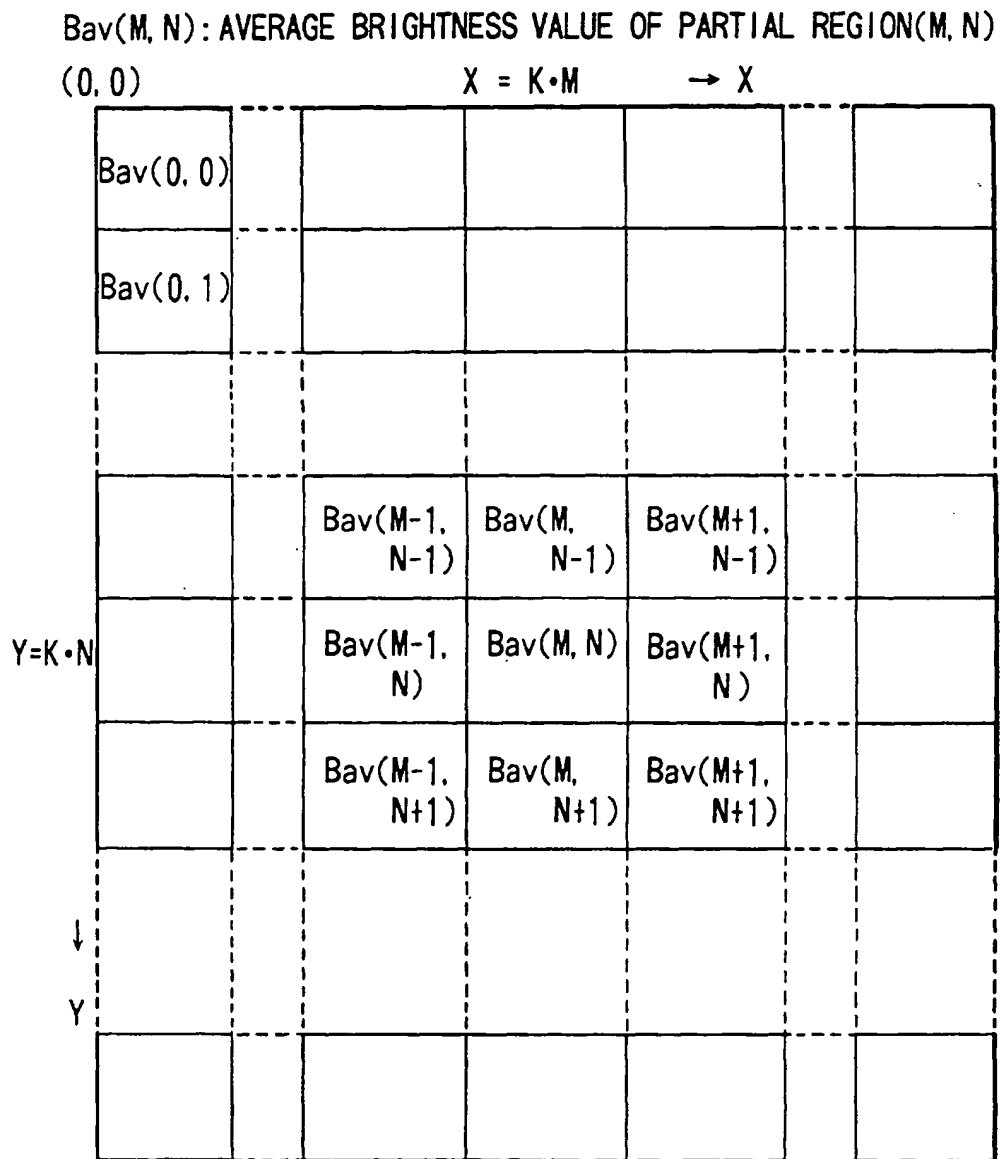 Bav(M, N): AVERAGE BRIGHTNESS VALUE OF PARTIAL REGION(M, N)
(0, 0)
X = K•M → X
Bav(0, 0)
Bav(0, 1)
Bav(M-1,
N-1)
Bav(M,
N-1)
Bav(M+1,
N-1)
Y=K•N
Bav(M-1,
N)
Bav(M, N)
Bav(M+1,
N)
Bav(M-1,
N+1)
Bav(M,
N+1)
Bav(M+1,
N+1)
↓
Y